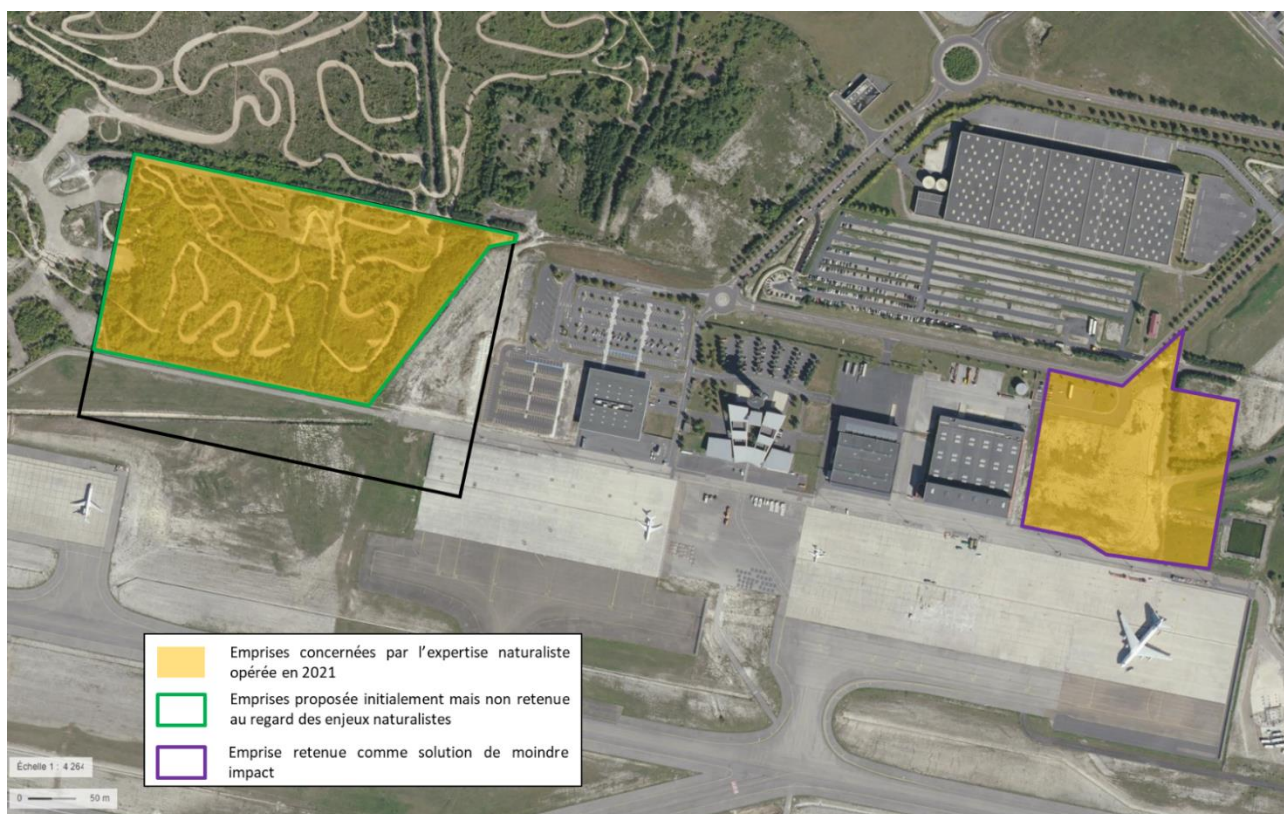 Emprises concernées par l'expertise naturaliste
opérée en 2021
Emprises proposée initialement mais non retenue
au regard des enjeux naturalistes
Emprise retenue comme solution de moindre
impact
Échelle 1 : 4 264
0 50 m